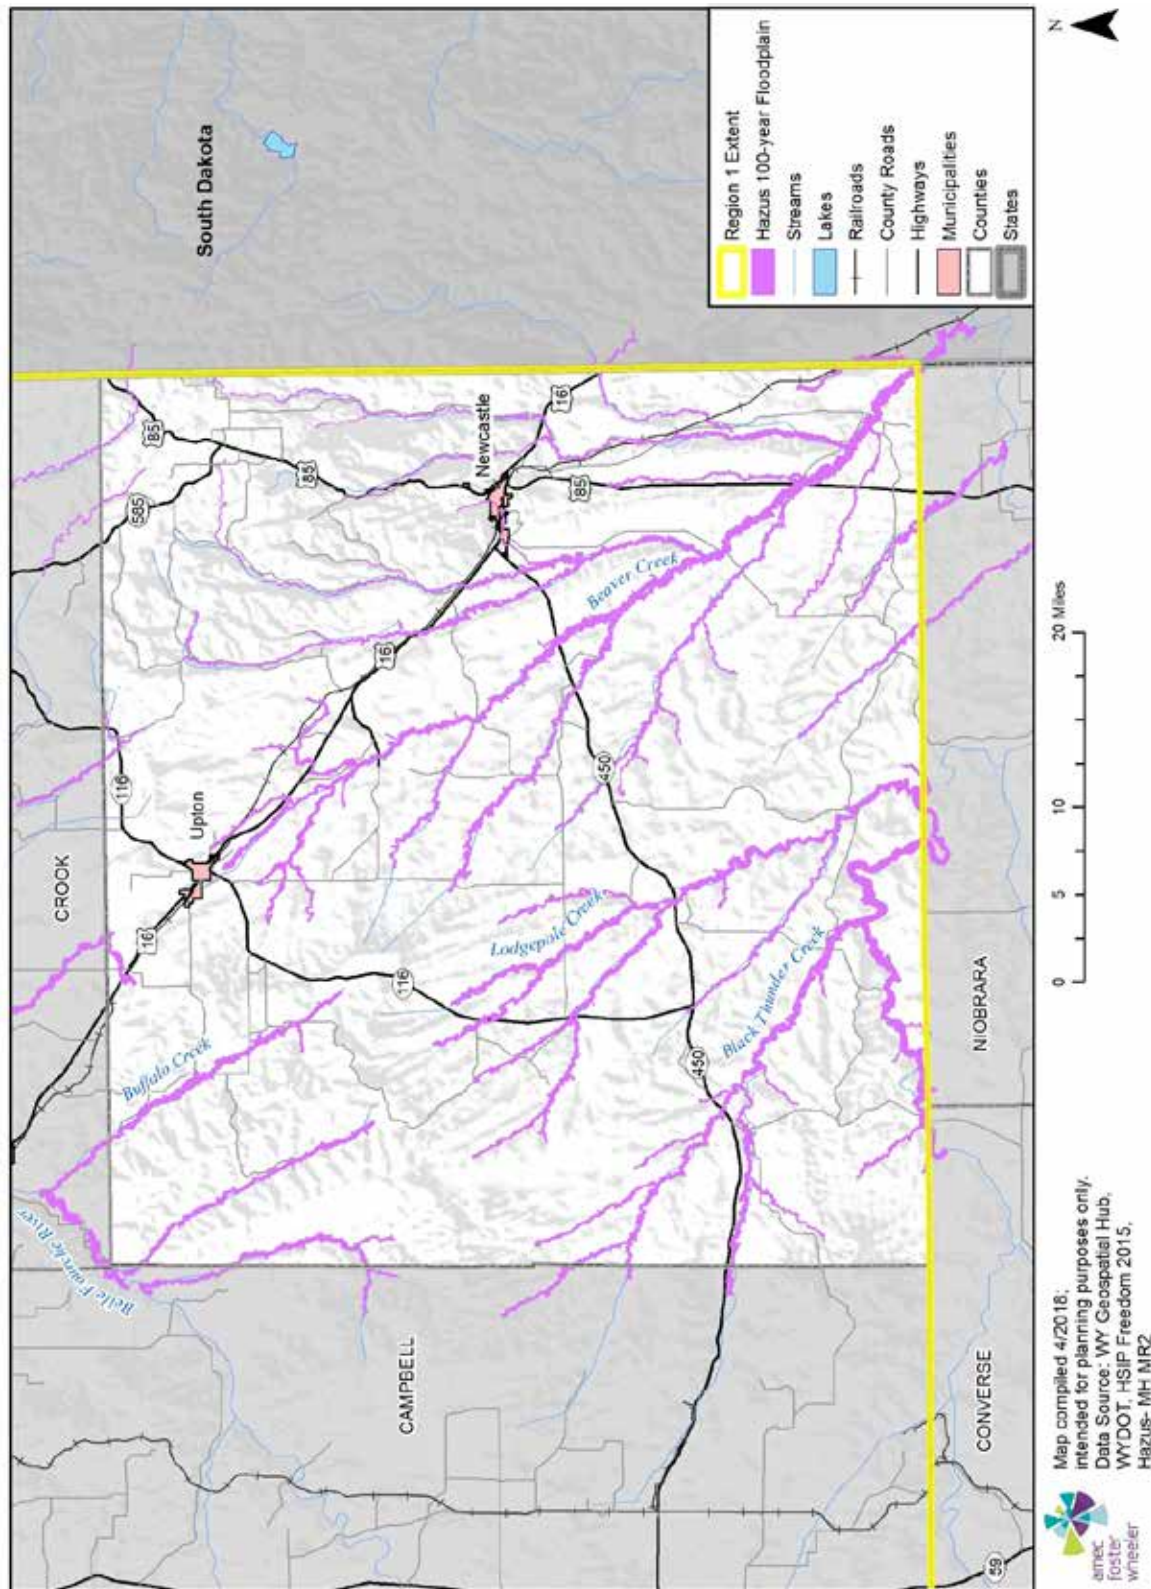 South Dakota
CROOK
CAMPBELL
CONVERSE
NIOBRARA
Upton
Newcastle
Belle Fourche River
Buffalo Creek
Lodgepole Creek
Black Thunder Creek
Beaver Creek
16
116
585
85
85
16
116
16
450
450
85
59
Region 1 Extent
Hazus 100-year Floodplain
Streams
Lakes
Railroads
County Roads
Highways
Municipalities
Counties
States
N
0 5 10 20 Miles
amec
foster
wheeler
Map compiled 4/2018;
intended for planning purposes only.
Data Source: WY Geospatial Hub,
WYDOT, HSIP Freedom 2015,
Hazus- MH MR2